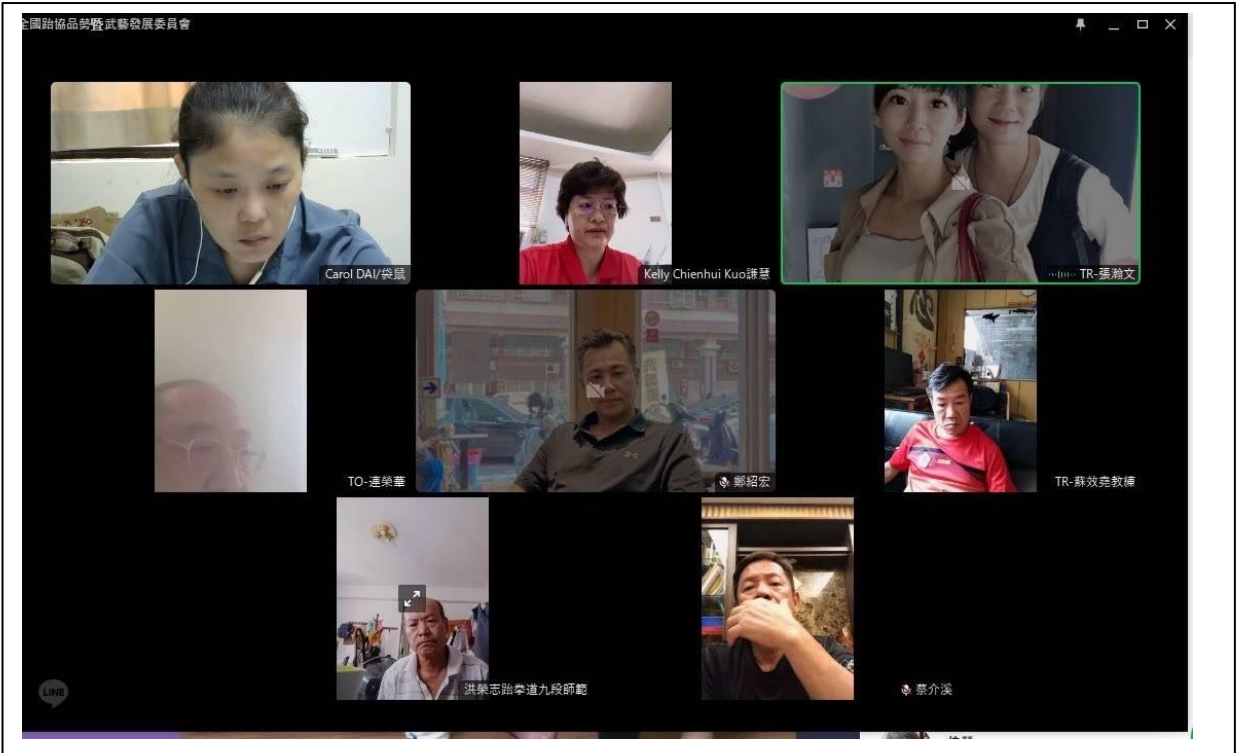 全國跆協品勢暨武藝發展委員會
Carol DAI/袋鼠
Kelly Chienhui Kuo謙慧
TR-張瀚文
TO-連榮華
鄭紹宏
TR-蘇效堯教練
洪榮志跆拳道九段師範
蔡介溪
LINE